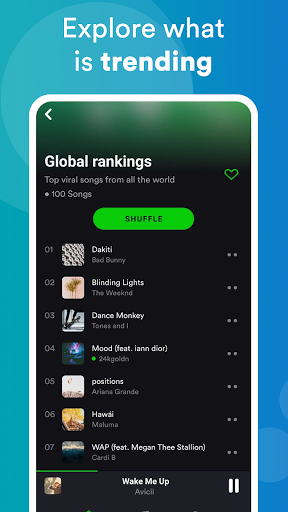 Explore what
is trending
Global rankings
Top viral songs from all the world
• 100 Songs
SHUFFLE
01 Dakiti
Bad Bunny
02 Blinding Lights
The Weeknd
03 Dance Monkey
Tones and I
04 Mood (feat. iann dior)
24kgoldn
05 positions
Ariana Grande
06 Hawái
Maluma
07 WAP (feat. Megan Thee Stallion)
Cardi B
Wake Me Up
Avicii